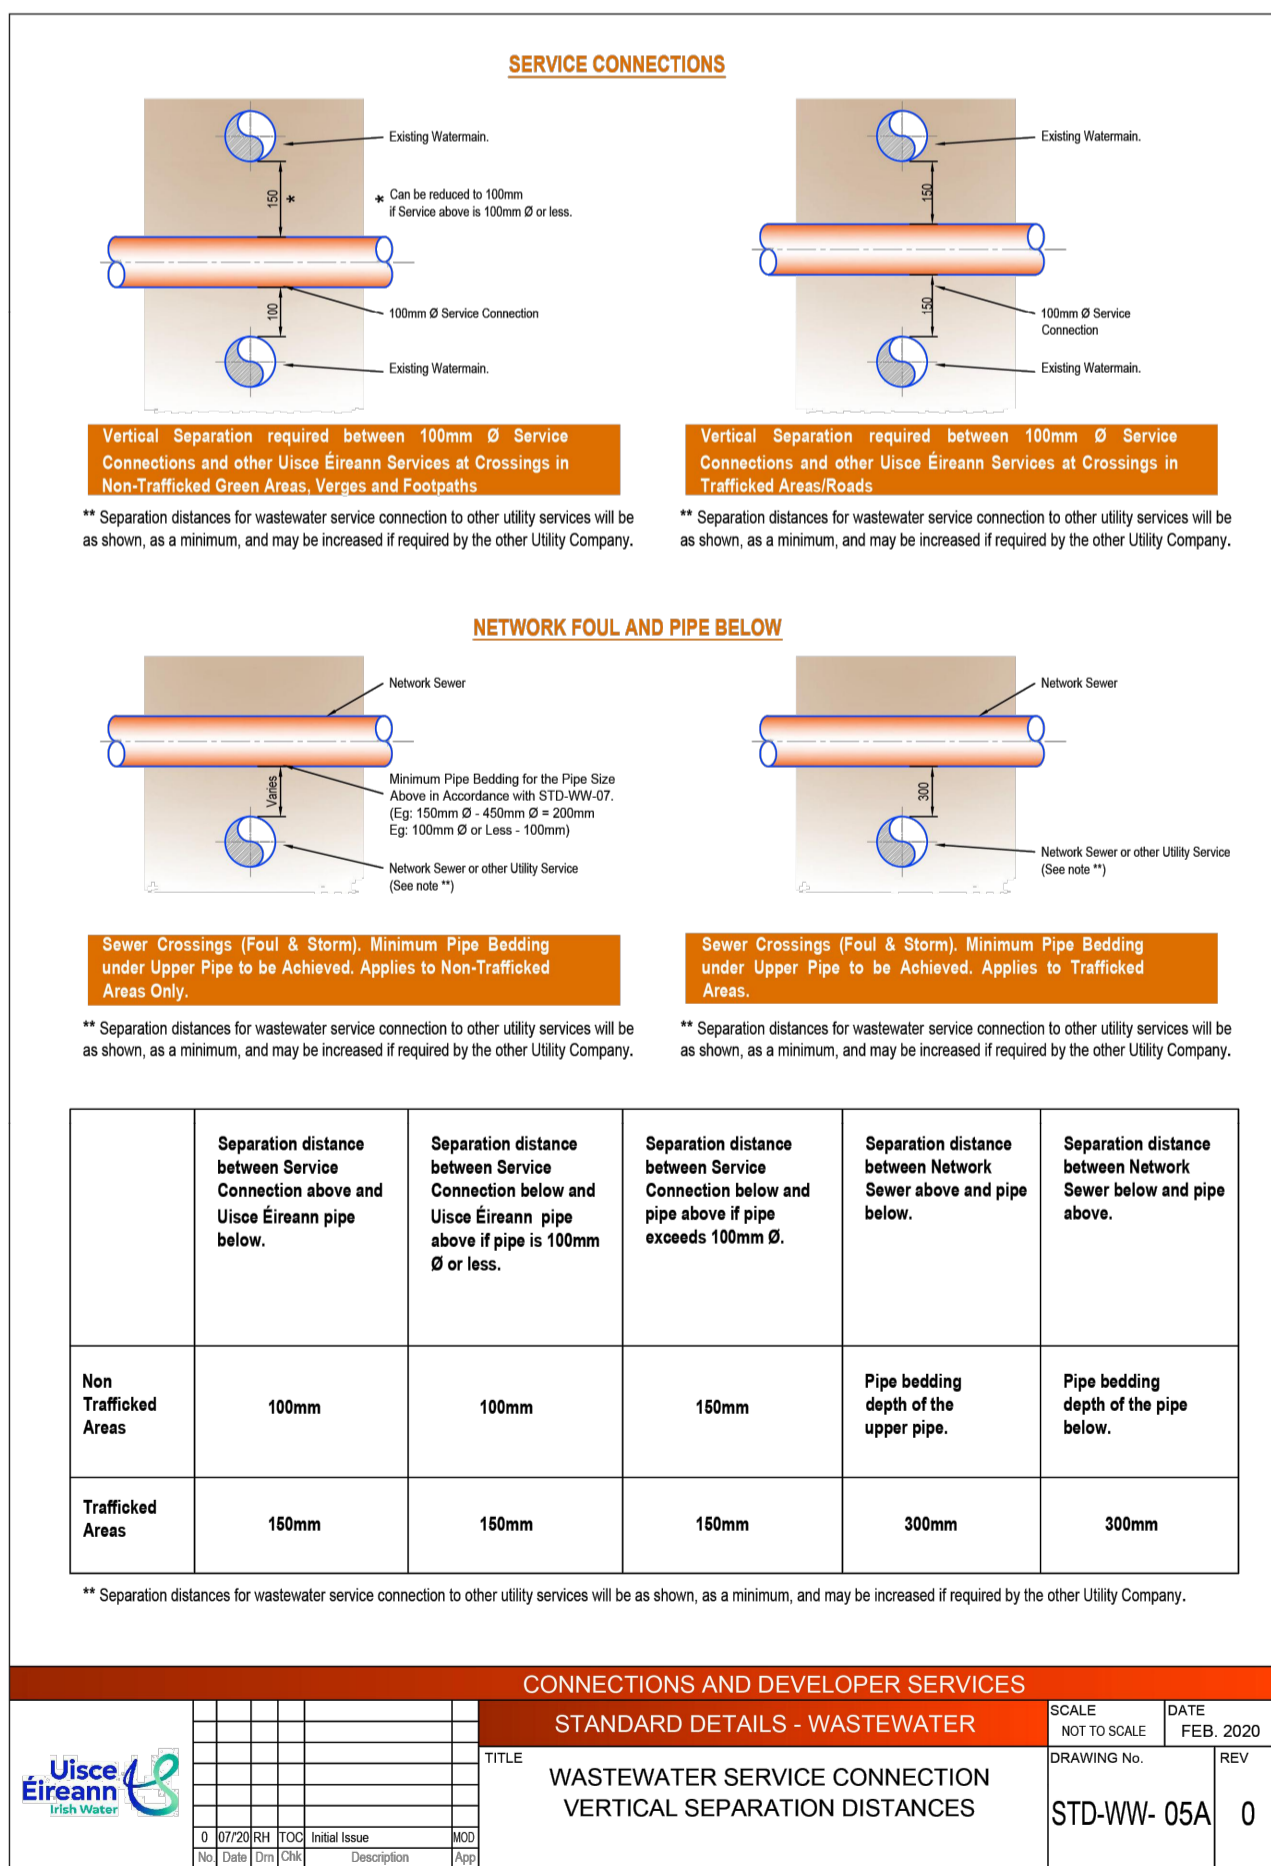 SERVICE CONNECTIONS
Existing Watermain.
150
*
* Can be reduced to 100mm
if Service above is 100mm Ø or less.
100
100mm Ø Service Connection
Existing Watermain.
Existing Watermain.
150
150
100mm Ø Service
Connection
Existing Watermain.
Vertical Separation required between 100mm Ø Service
Connections and other Uisce Éireann Services at Crossings in
Non-Trafficked Green Areas, Verges and Footpaths
Vertical Separation required between 100mm Ø Service
Connections and other Uisce Éireann Services at Crossings in
Trafficked Areas/Roads
** Separation distances for wastewater service connection to other utility services will be
as shown, as a minimum, and may be increased if required by the other Utility Company.
** Separation distances for wastewater service connection to other utility services will be
as shown, as a minimum, and may be increased if required by the other Utility Company.
NETWORK FOUL AND PIPE BELOW
Network Sewer
Varies
Minimum Pipe Bedding for the Pipe Size
Above in Accordance with STD-WW-07.
(Eg: 150mm Ø - 450mm Ø = 200mm
Eg: 100mm Ø or Less - 100mm)
Network Sewer or other Utility Service
(See note **)
Network Sewer
300
Network Sewer or other Utility Service
(See note **)
Sewer Crossings (Foul & Storm). Minimum Pipe Bedding
under Upper Pipe to be Achieved. Applies to Non-Trafficked
Areas Only.
Sewer Crossings (Foul & Storm). Minimum Pipe Bedding
under Upper Pipe to be Achieved. Applies to Trafficked
Areas.
** Separation distances for wastewater service connection to other utility services will be
as shown, as a minimum, and may be increased if required by the other Utility Company.
** Separation distances for wastewater service connection to other utility services will be
as shown, as a minimum, and may be increased if required by the other Utility Company.
Separation distance
between Service
Connection above and
Uisce Éireann pipe
below.
Separation distance
between Service
Connection below and
Uisce Éireann pipe
above if pipe is 100mm
Ø or less.
Separation distance
between Service
Connection below and
pipe above if pipe
exceeds 100mm Ø.
Separation distance
between Network
Sewer above and pipe
below.
Separation distance
between Network
Sewer below and pipe
above.
Non
Trafficked
Areas
100mm
100mm
150mm
Pipe bedding
depth of the
upper pipe.
Pipe bedding
depth of the pipe
below.
Trafficked
Areas
150mm
150mm
150mm
300mm
300mm
** Separation distances for wastewater service connection to other utility services will be as shown, as a minimum, and may be increased if required by the other Utility Company.
CONNECTIONS AND DEVELOPER SERVICES
STANDARD DETAILS - WASTEWATER
SCALE
NOT TO SCALE
DATE
FEB. 2020
Uisce
Éireann
Irish Water
TITLE
WASTEWATER SERVICE CONNECTION
VERTICAL SEPARATION DISTANCES
DRAWING No.
STD-WW- 05A
REV
0
0 07/'20 RH TOC Initial Issue MOD
No. Date Drn Chk Description App